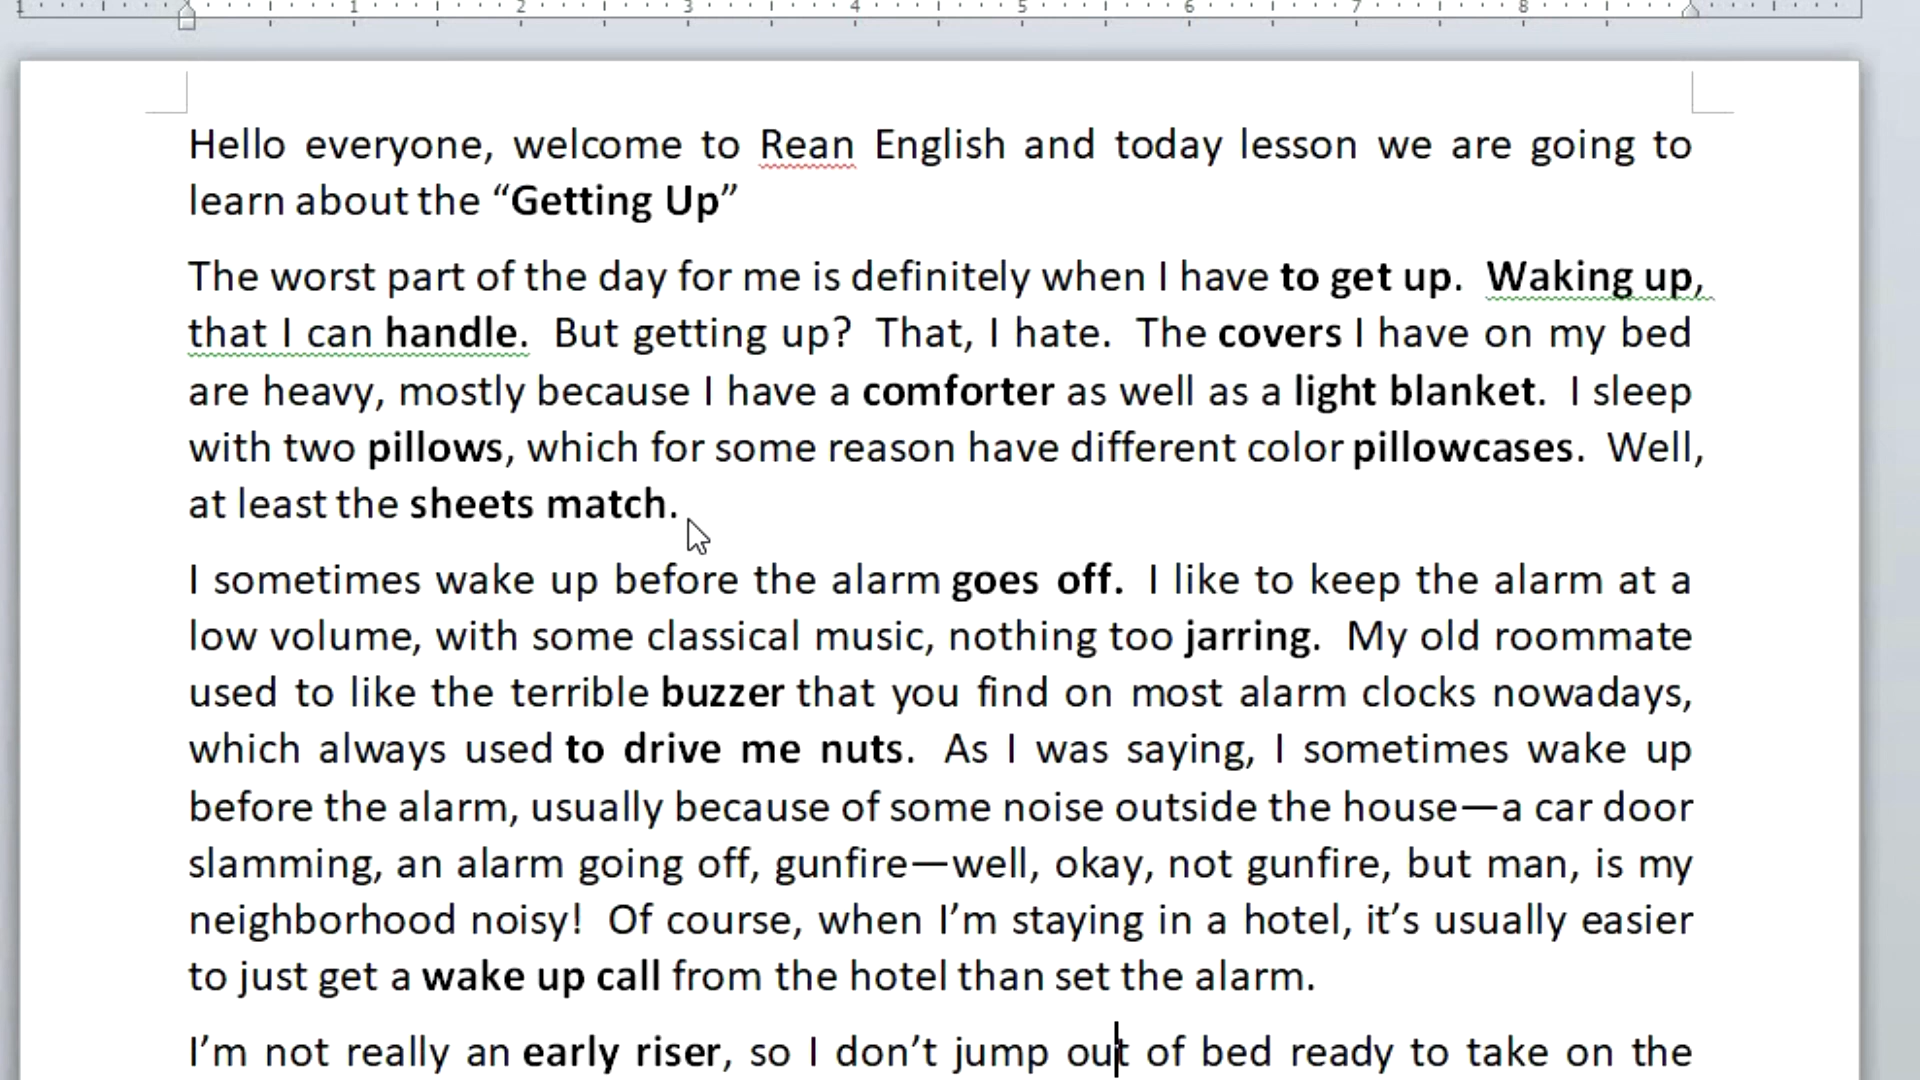 1 1 2 3 4 5 6 7 8
Hello everyone, welcome to Rean English and today lesson we are going to
learn about the “Getting Up”
The worst part of the day for me is definitely when I have to get up. Waking up,
that I can handle. But getting up? That, I hate. The covers I have on my bed
are heavy, mostly because I have a comforter as well as a light blanket. I sleep
with two pillows, which for some reason have different color pillowcases. Well,
at least the sheets match.
I sometimes wake up before the alarm goes off. I like to keep the alarm at a
low volume, with some classical music, nothing too jarring. My old roommate
used to like the terrible buzzer that you find on most alarm clocks nowadays,
which always used to drive me nuts. As I was saying, I sometimes wake up
before the alarm, usually because of some noise outside the house—a car door
slamming, an alarm going off, gunfire—well, okay, not gunfire, but man, is my
neighborhood noisy! Of course, when I’m staying in a hotel, it’s usually easier
to just get a wake up call from the hotel than set the alarm.
I’m not really an early riser, so I don’t jump out of bed ready to take on the